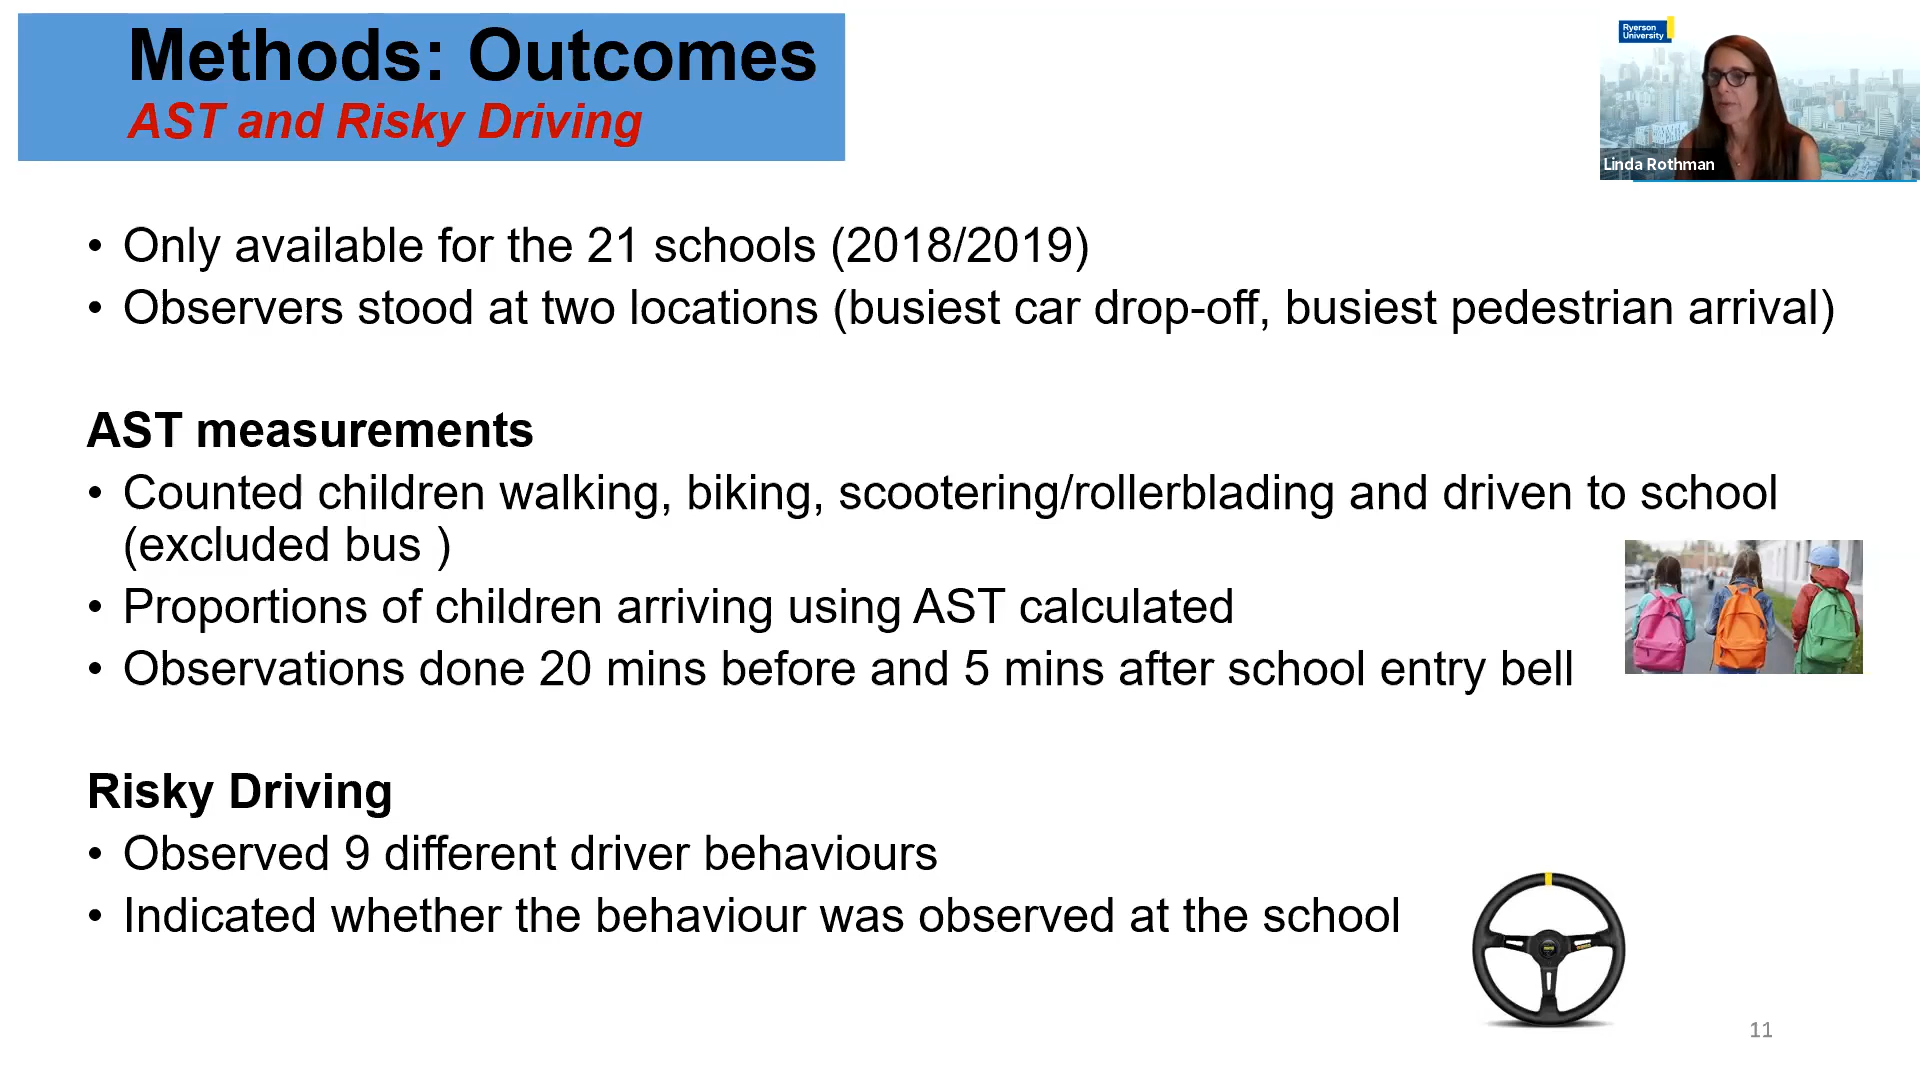 Methods: Outcomes
AST and Risky Driving
Ryerson
University
Linda Rothman
• Only available for the 21 schools (2018/2019)
• Observers stood at two locations (busiest car drop-off, busiest pedestrian arrival)
AST measurements
• Counted children walking, biking, scootering/rollerblading and driven to school
(excluded bus )
• Proportions of children arriving using AST calculated
• Observations done 20 mins before and 5 mins after school entry bell
Risky Driving
• Observed 9 different driver behaviours
• Indicated whether the behaviour was observed at the school
11